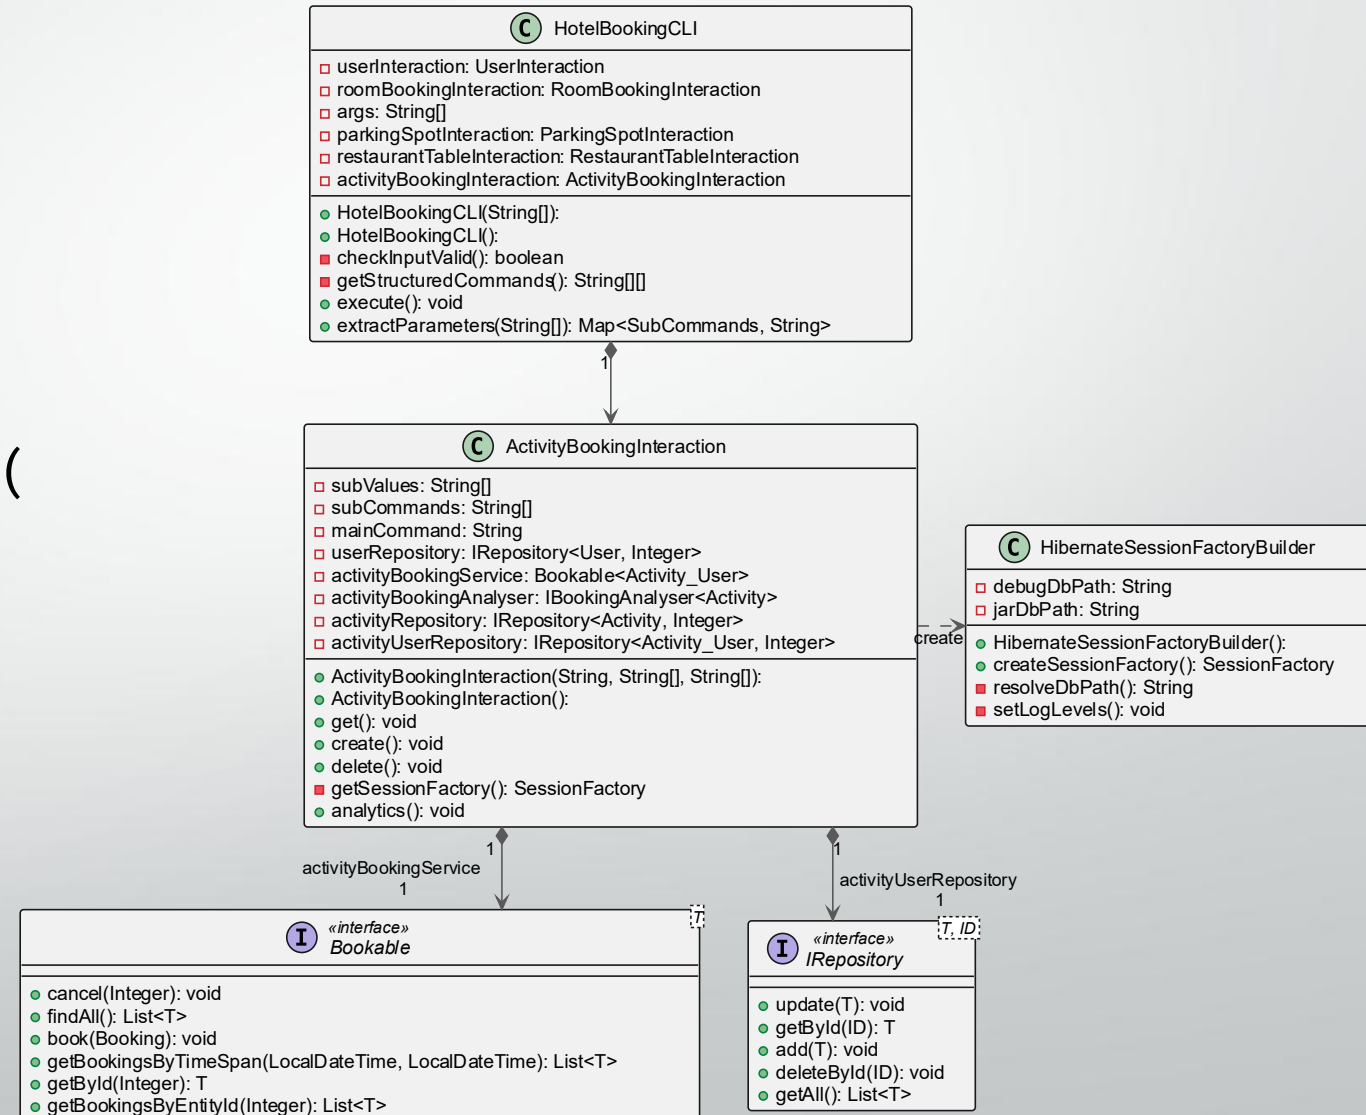 C HotelBookingCLI
userInteraction: UserInteraction
roomBookingInteraction: RoomBookingInteraction
args: String[]
parkingSpotInteraction: ParkingSpotInteraction
restaurantTableInteraction: RestaurantTableInteraction
activityBookingInteraction: ActivityBookingInteraction
HotelBookingCLI(String[]):
HotelBookingCLI():
checkInputValid(): boolean
getStructuredCommands(): String[][]
execute(): void
extractParameters(String[]): Map<SubCommands, String>
1
(
C ActivityBookingInteraction
subValues: String[]
subCommands: String[]
mainCommand: String
userRepository: IRepository<User, Integer>
activityBookingService: Bookable<Activity_User>
activityBookingAnalyser: IBookingAnalyser<Activity>
activityRepository: IRepository<Activity, Integer>
activityUserRepository: IRepository<Activity_User, Integer>
ActivityBookingInteraction(String, String[], String[]):
ActivityBookingInteraction():
get(): void
create(): void
delete(): void
getSessionFactory(): SessionFactory
analytics(): void
create
C HibernateSessionFactoryBuilder
debugDbPath: String
jarDbPath: String
HibernateSessionFactoryBuilder():
createSessionFactory(): SessionFactory
resolveDbPath(): String
setLogLevels(): void
1
activityBookingService
1
1
activityUserRepository
1
T
I «interface»
Bookable
cancel(Integer): void
findAll(): List<T>
book(Booking): void
getBookingsByTimeSpan(LocalDateTime, LocalDateTime): List<T>
getById(Integer): T
getBookingsByEntityId(Integer): List<T>
T, ID
I «interface»
IRepository
update(T): void
getById(ID): T
add(T): void
deleteById(ID): void
getAll(): List<T>